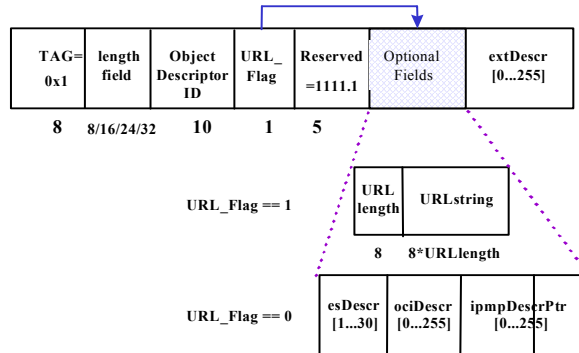 TAG= 0x1
length field
Object Descriptor ID
URL_ Flag
Reserved =1111.1
Optional Fields
extDescr [0...255]
8
8/16/24/32
10
1
5
URL_Flag == 1
URL length
URLstring
8
8*URLlength
URL_Flag == 0
esDescr [1...30]
ociDescr [0...255]
ipmpDescrPtr [0...255]